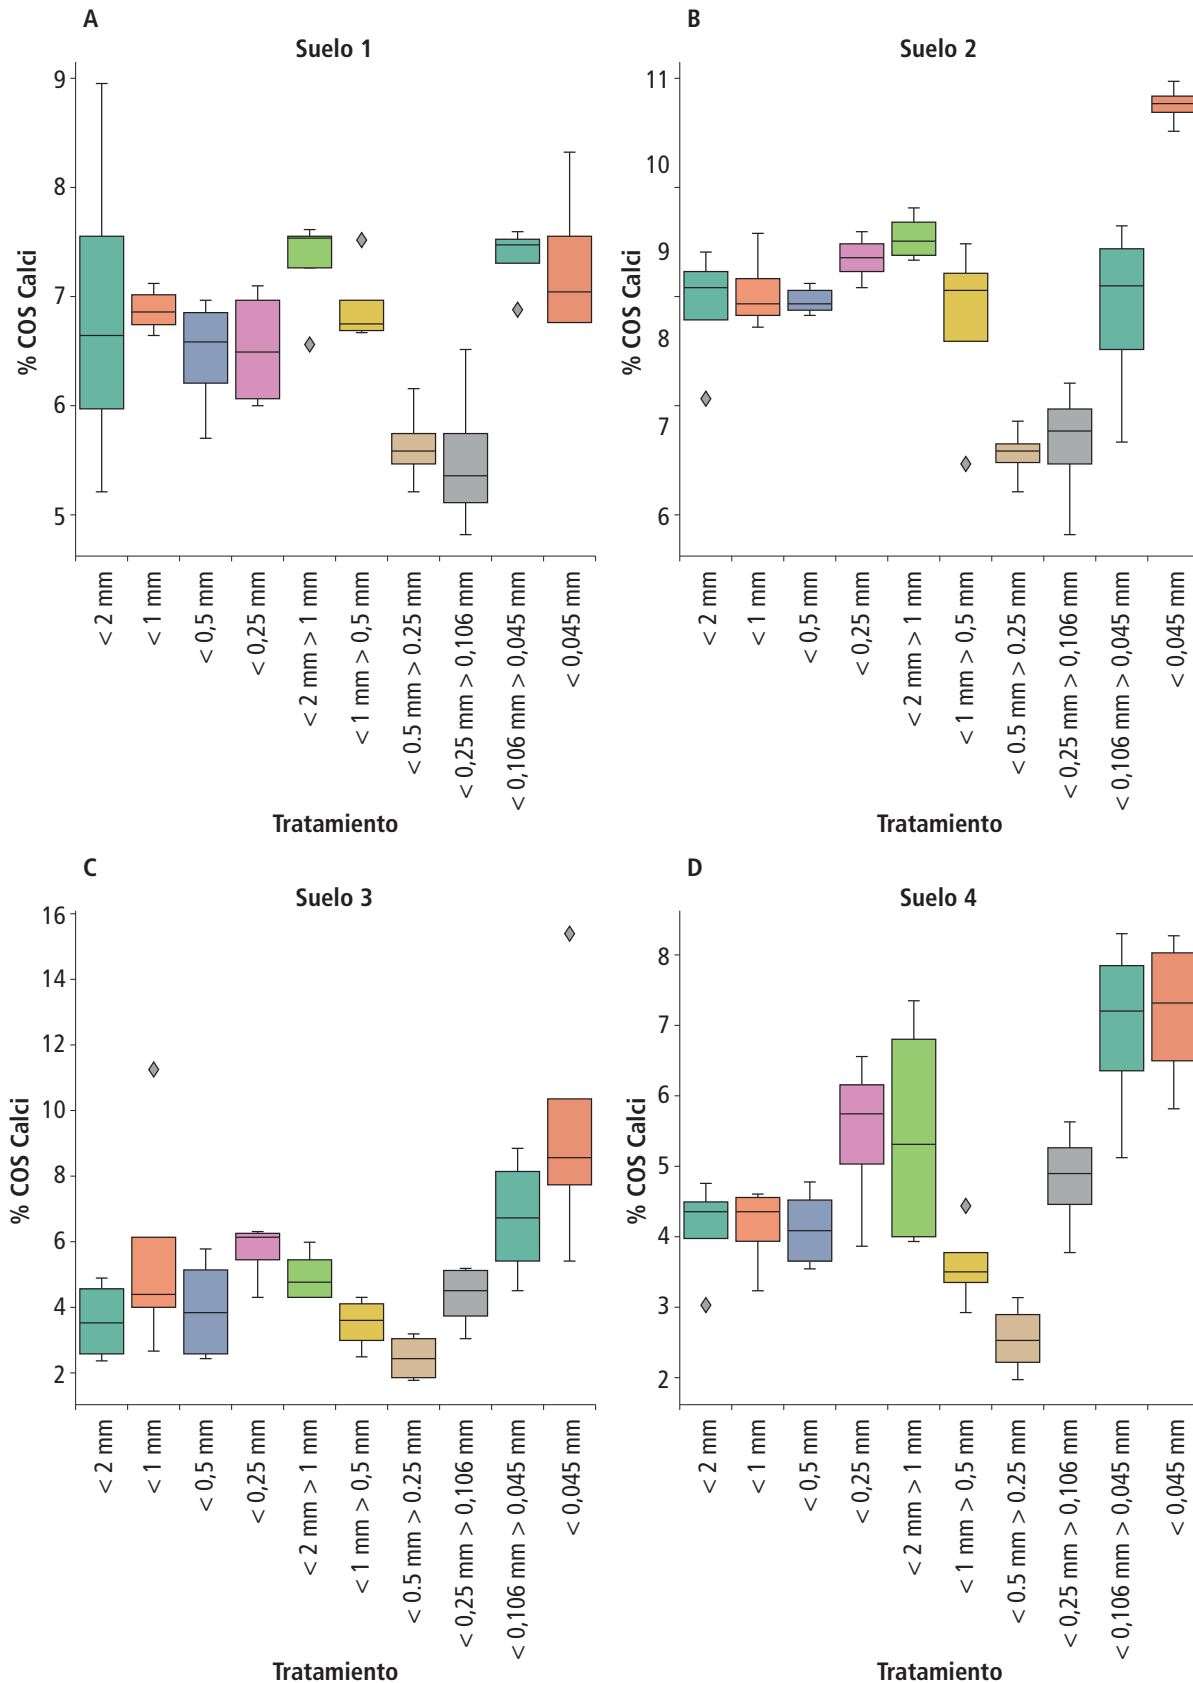 A
Suelo 1
9
8
7
6
5
% COS Calci
< 2 mm
< 1 mm
< 0,5 mm
< 0,25 mm
< 2 mm > 1 mm
< 1 mm > 0,5 mm
< 0.5 mm > 0.25 mm
< 0,25 mm > 0,106 mm
< 0,106 mm > 0,045 mm
< 0,045 mm
Tratamiento
B
Suelo 2
11
10
9
8
7
6
% COS Calci
< 2 mm
< 1 mm
< 0,5 mm
< 0,25 mm
< 2 mm > 1 mm
< 1 mm > 0,5 mm
< 0.5 mm > 0.25 mm
< 0,25 mm > 0,106 mm
< 0,106 mm > 0,045 mm
< 0,045 mm
Tratamiento
C
Suelo 3
16
14
12
10
8
6
4
2
% COS Calci
< 2 mm
< 1 mm
< 0,5 mm
< 0,25 mm
< 2 mm > 1 mm
< 1 mm > 0,5 mm
< 0.5 mm > 0.25 mm
< 0,25 mm > 0,106 mm
< 0,106 mm > 0,045 mm
< 0,045 mm
Tratamiento
D
Suelo 4
8
7
6
5
4
3
2
% COS Calci
< 2 mm
< 1 mm
< 0,5 mm
< 0,25 mm
< 2 mm > 1 mm
< 1 mm > 0,5 mm
< 0.5 mm > 0.25 mm
< 0,25 mm > 0,106 mm
< 0,106 mm > 0,045 mm
< 0,045 mm
Tratamiento